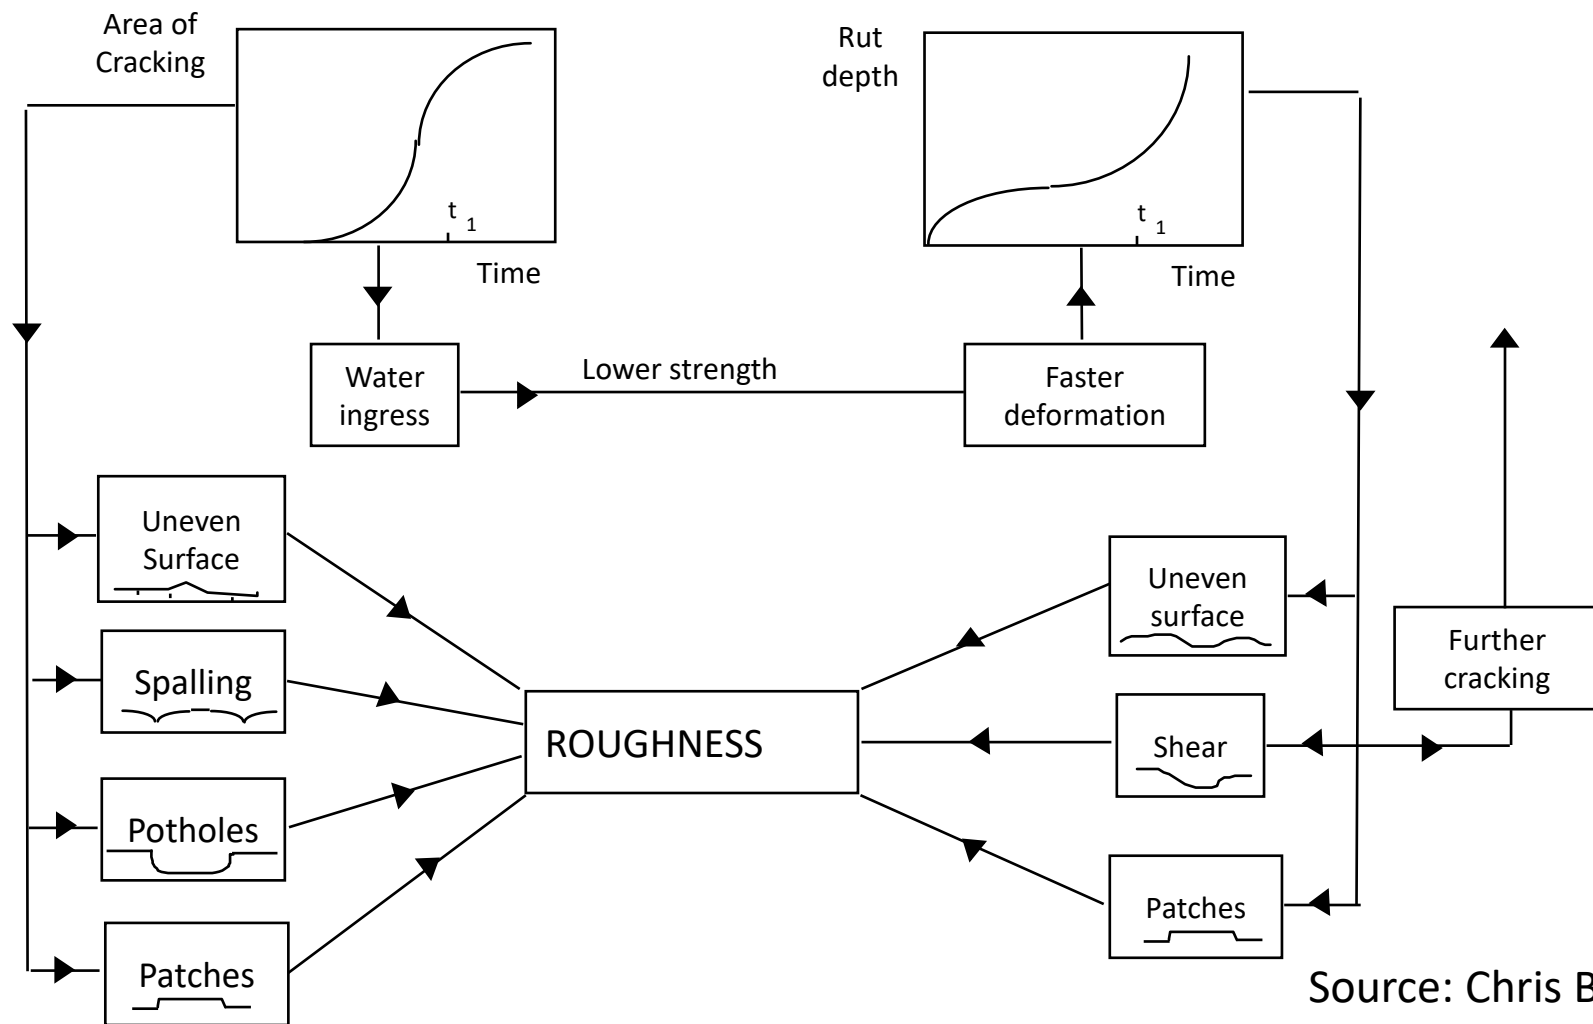 Area of
Cracking
t 1
Time
Rut
depth
t 1
Time
Water
ingress
Lower strength
Faster
deformation
Uneven
Surface
Spalling
Potholes
Patches
ROUGHNESS
Uneven
surface
Shear
Patches
Further
cracking
Source: Chris B